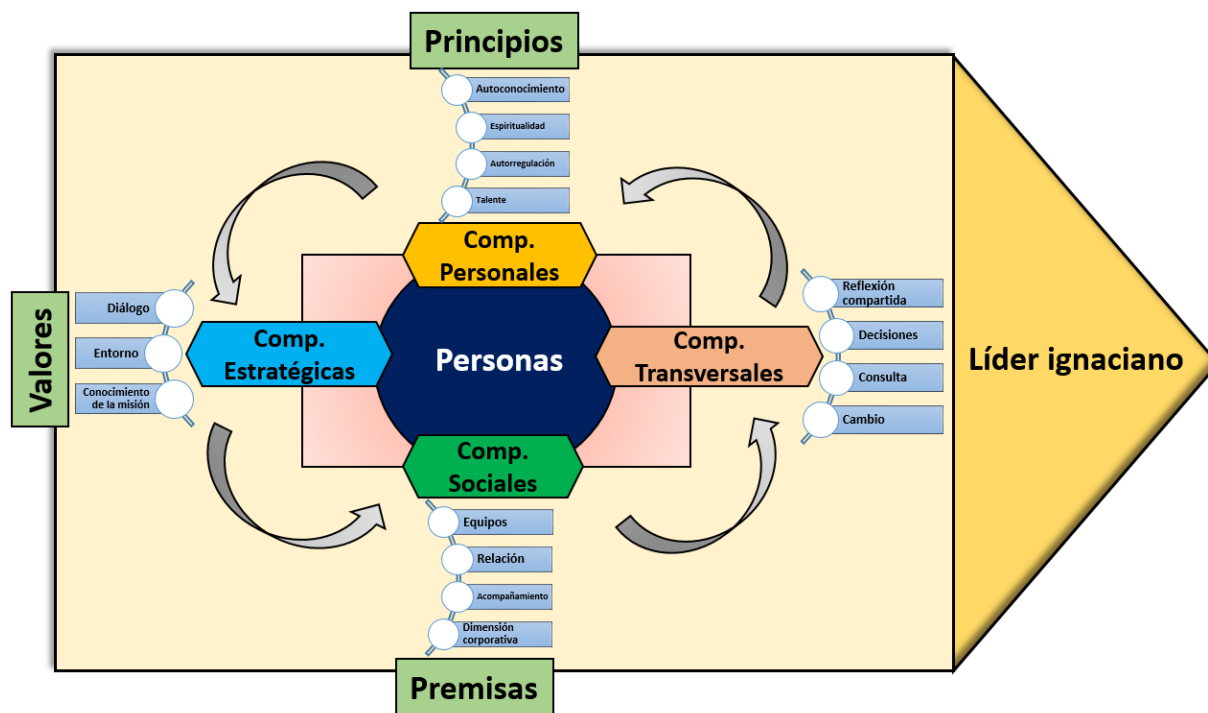 Principios
Autoconocimiento
Espiritualidad
Autorregulación
Talente
Comp.
Personales
Valores
Diálogo
Entorno
Conocimiento
de la misión
Comp.
Estratégicas
Personas
Comp.
Transversales
Reflexión
compartida
Decisiones
Consulta
Cambio
Líder ignaciano
Comp.
Sociales
Equipos
Relación
Acompañamiento
Dimensión
corporativa
Premisas